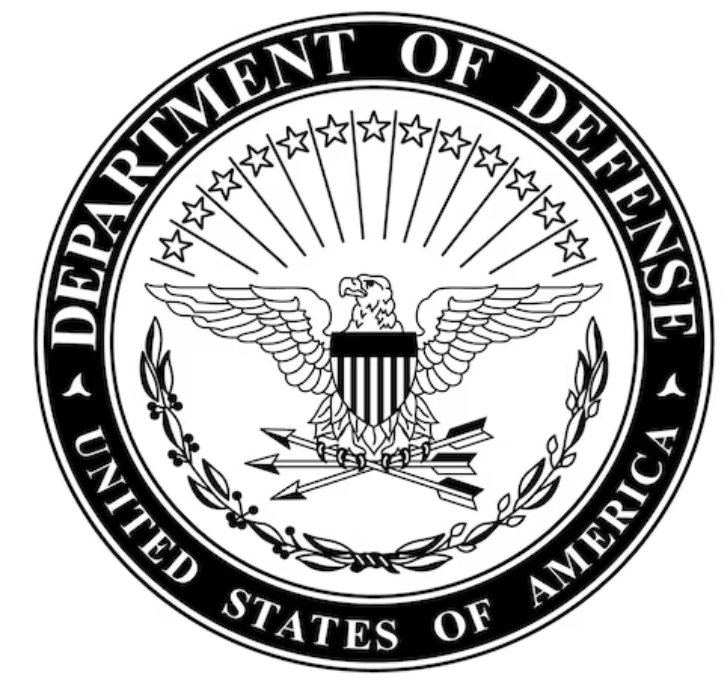 DEPARTMENT OF DEFENSE
UNITED STATES OF AMERICA